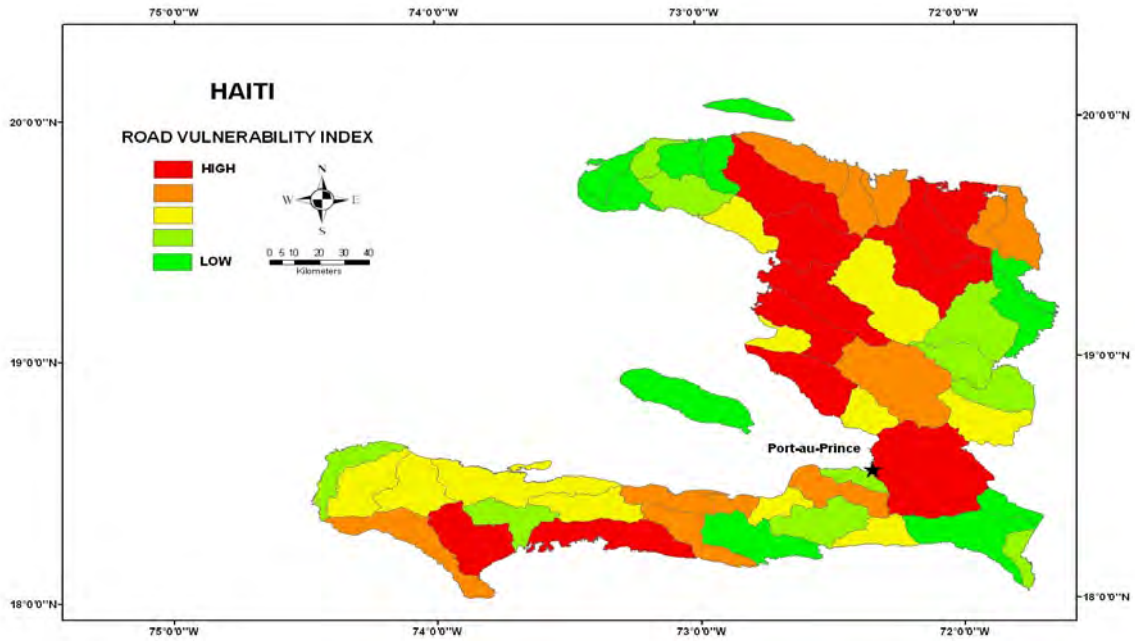 75°0'0"W 74°0'0"W 73°0'0"W 72°0'0"W
HAITI
20°0'0"N 20°0'0"N
ROAD VULNERABILITY INDEX
HIGH
N
W E
S
LOW
0 5 10 20 30 40
Kilometers
19°0'0"N 19°0'0"N
Port-au-Prince
18°0'0"N 18°0'0"N
75°0'0"W 74°0'0"W 73°0'0"W 72°0'0"W